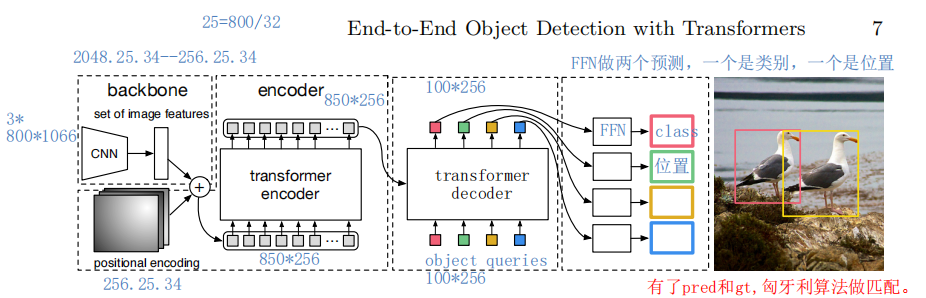 25=800/32
End-to-End Object Detection with Transformers 7
2048.25.34--256.25.34
FFN做两个预测，一个是类别，一个是位置
backbone
encoder
100*256
set of image features
850*256
3*
800*1066
CNN
FFN
class
transformer
encoder
transformer
decoder
位置
+
positional encoding
850*256
object queries
256.25.34
100*256
有了pred和gt,匈牙利算法做匹配。